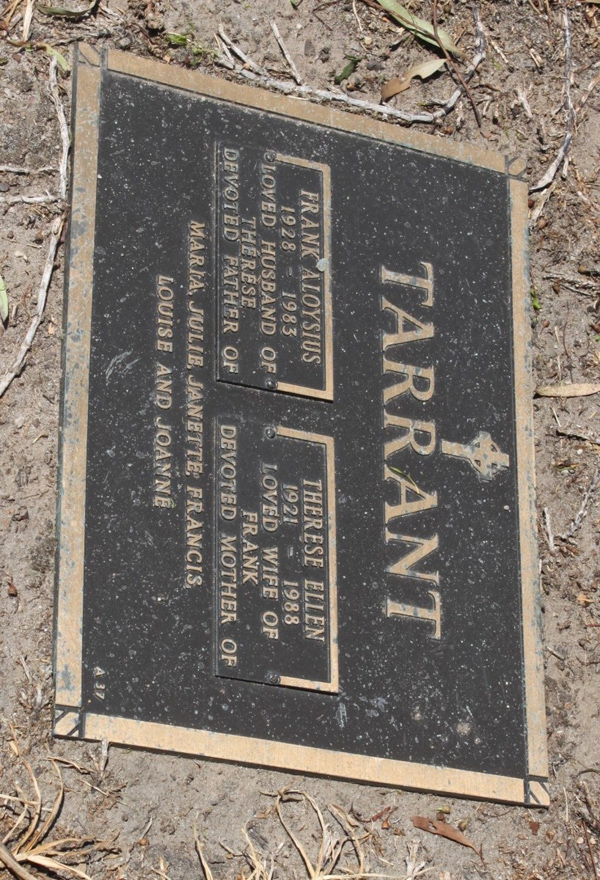 TARRANT
FRANK ALOYSIUS
1928 - 1983
LOVED HUSBAND OF
THERESE
DEVOTED FATHER OF
THERESE ELLEN
1921 - 1988
LOVED WIFE OF
FRANK
DEVOTED MOTHER OF
MARIA, JULIE, JANETTE, FRANCIS,
LOUISE AND JOANNE
A 37